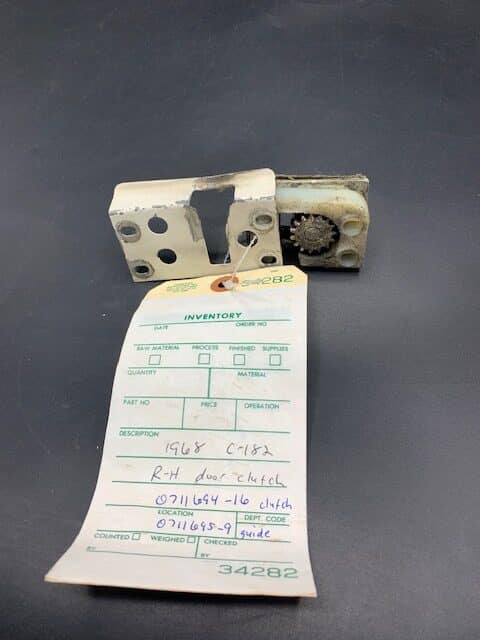 34282
INVENTORY
DATE ORDER NO
RAW MATERIAL PROCESS FINISHED SUPPLIES
QUANTITY MATERIAL
PART NO PRICE OPERATION
DESCRIPTION
1968 C-182
R-H door clutch
0711694-16 clutch
LOCATION DEPT. CODE
0711695-9 guide
COUNTED WEIGHED CHECKED
BY BY
34282